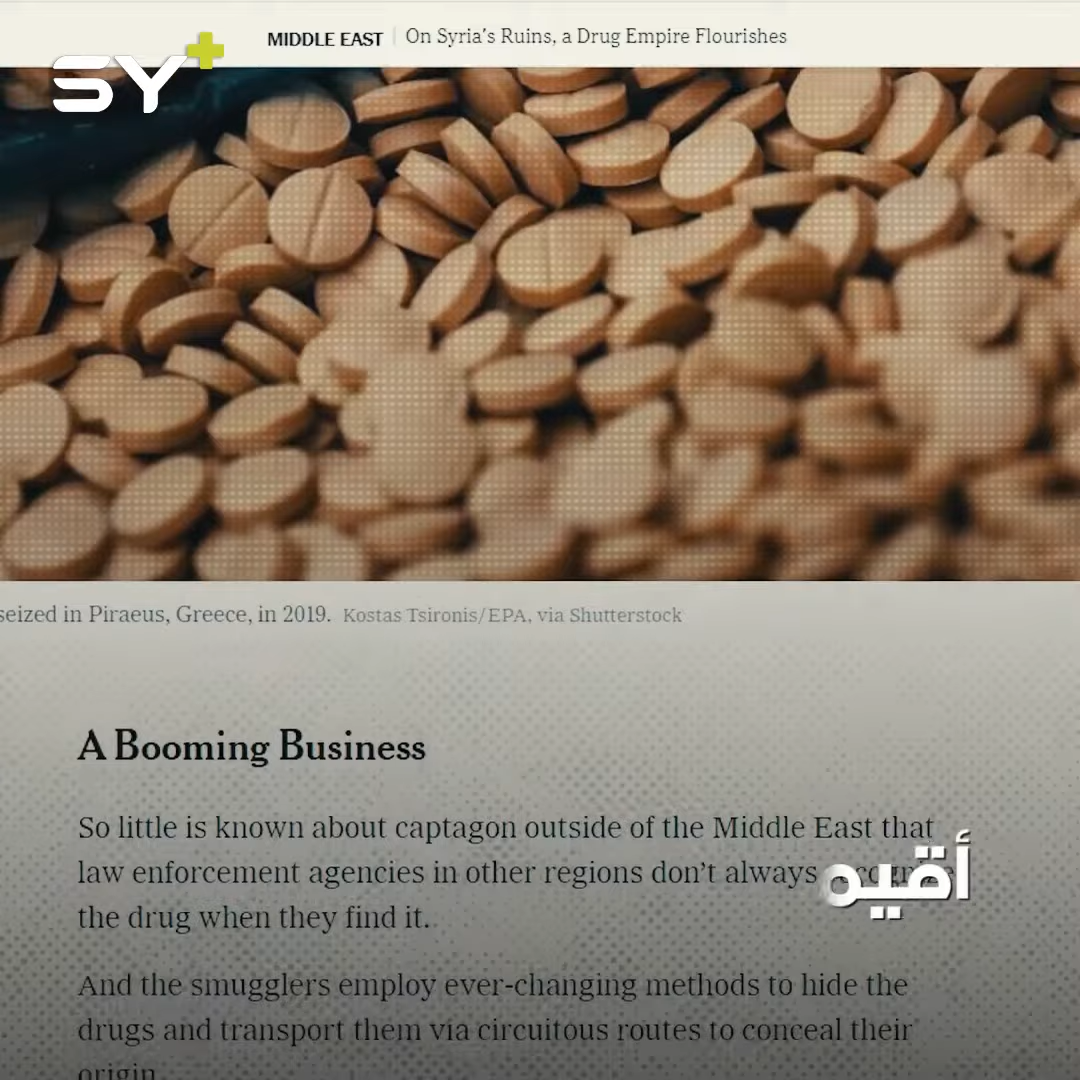 SY+
MIDDLE EAST | On Syria's Ruins, a Drug Empire Flourishes
seized in Piraeus, Greece, in 2019. Kostas Tsironis/EPA, via Shutterstock
A Booming Business
So little is known about captagon outside of the Middle East that
law enforcement agencies in other regions don't always
the drug when they find it.
And the smugglers employ ever-changing methods to hide the
drugs and transport them via circuitous routes to conceal their
origin.